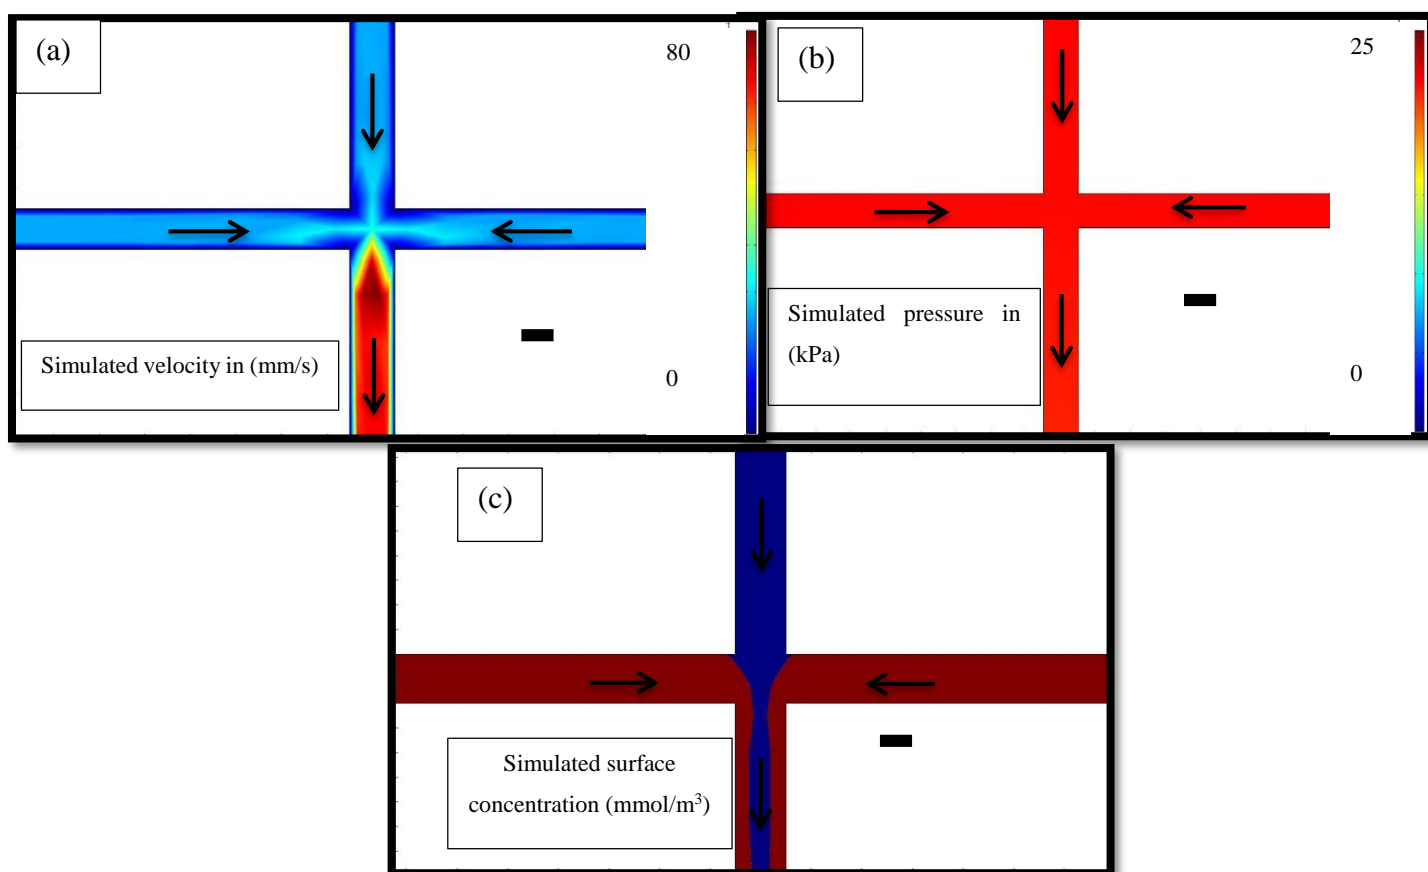 (a)
80
Simulated velocity in (mm/s)
0
(b)
25
Simulated pressure in
(kPa)
0
(c)
Simulated surface
concentration (mmol/m³)